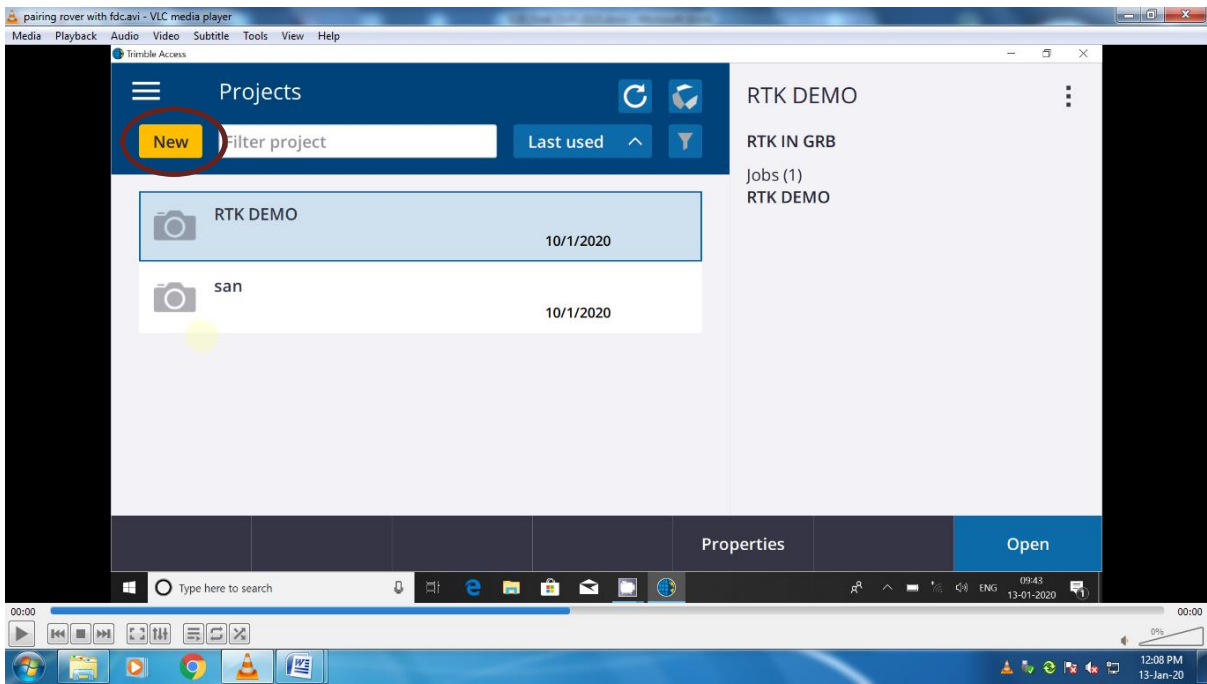 pairing rover with fdc.avi - VLC media player
Media Playback Audio Video Subtitle Tools View Help
Trimble Access
Projects
New
Filter project
Last used
RTK DEMO
10/1/2020
san
10/1/2020
RTK DEMO
RTK IN GRB
Jobs (1)
RTK DEMO
Properties
Open
Type here to search
ENG
09:43
13-01-2020
1
00:00
00:00
0%
12:08 PM
13-Jan-20